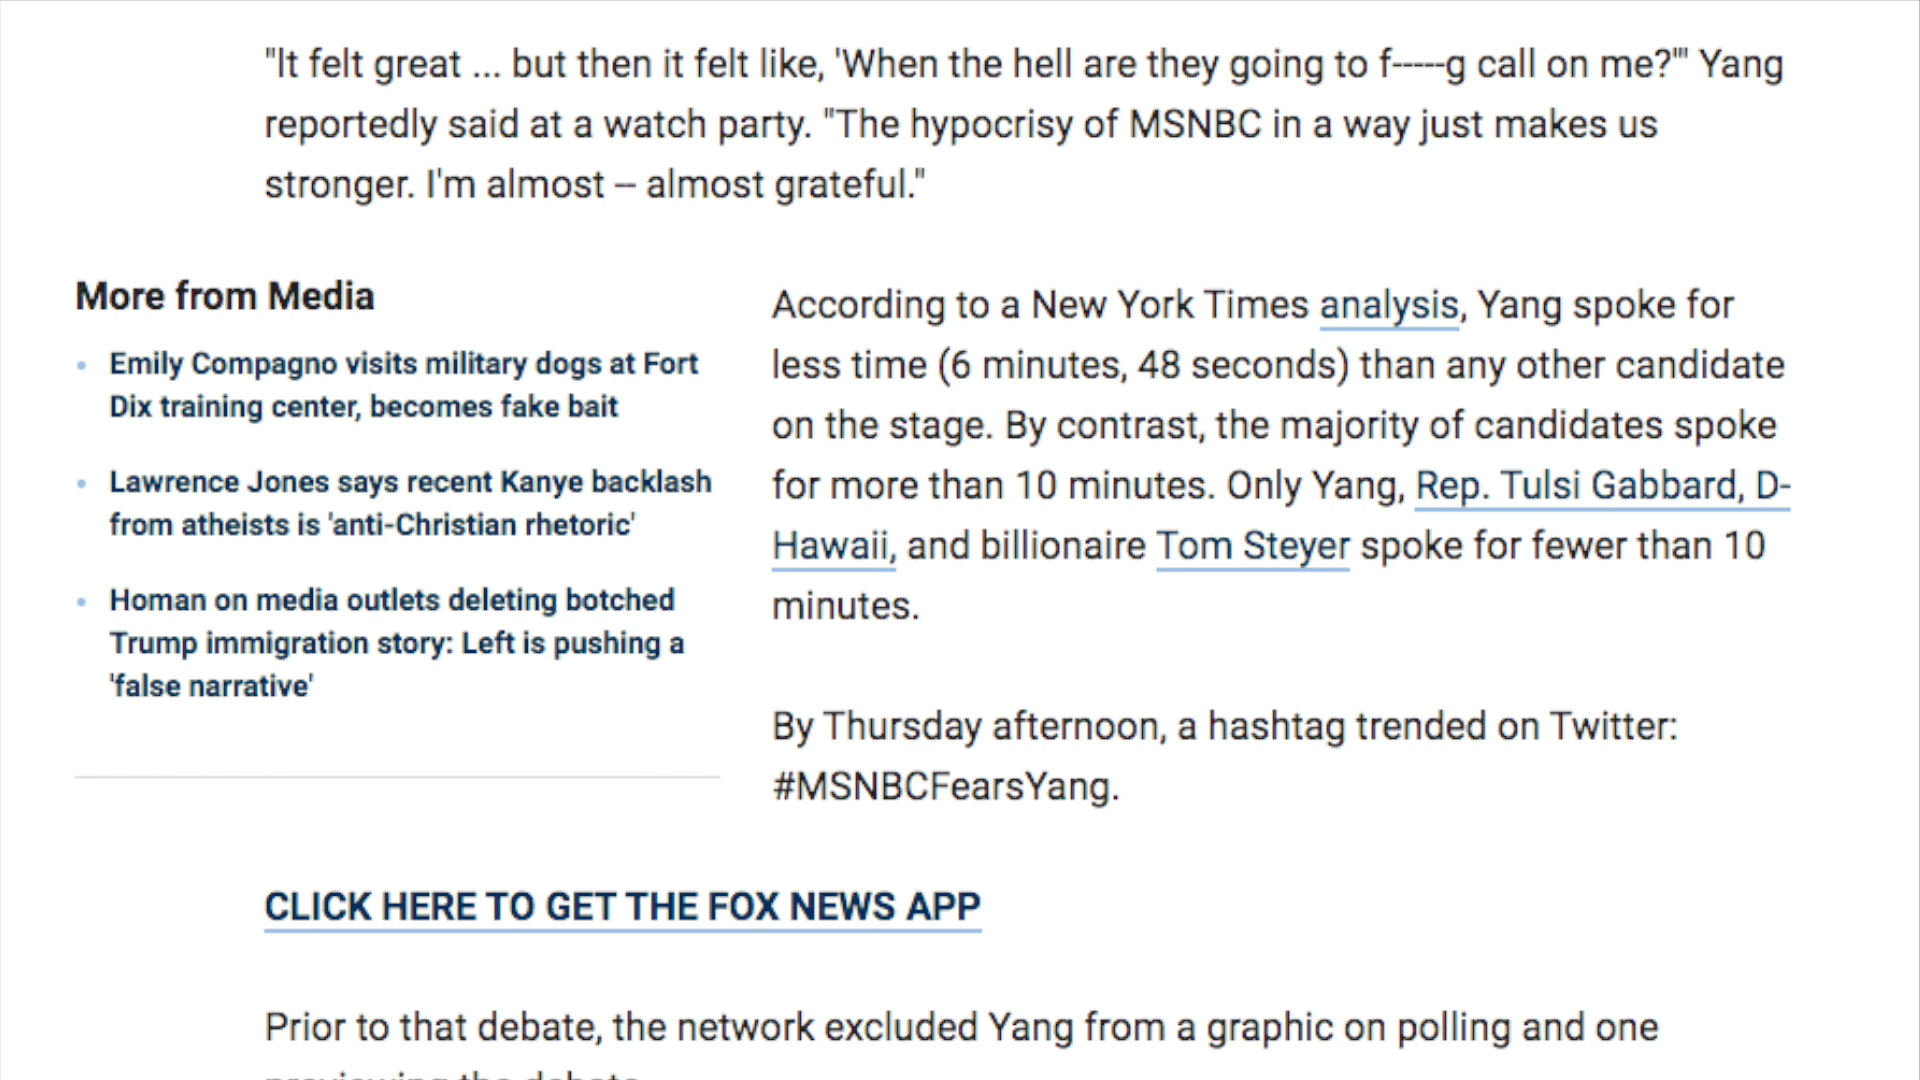 "It felt great ... but then it felt like, 'When the hell are they going to f-----g call on me?'" Yang
reportedly said at a watch party. "The hypocrisy of MSNBC in a way just makes us
stronger. I'm almost -- almost grateful."
More from Media
• Emily Compagno visits military dogs at Fort
Dix training center, becomes fake bait
• Lawrence Jones says recent Kanye backlash
from atheists is 'anti-Christian rhetoric'
• Homan on media outlets deleting botched
Trump immigration story: Left is pushing a
'false narrative'
According to a New York Times analysis, Yang spoke for
less time (6 minutes, 48 seconds) than any other candidate
on the stage. By contrast, the majority of candidates spoke
for more than 10 minutes. Only Yang, Rep. Tulsi Gabbard, D-
Hawaii, and billionaire Tom Steyer spoke for fewer than 10
minutes.
By Thursday afternoon, a hashtag trended on Twitter:
#MSNBCFearsYang.
CLICK HERE TO GET THE FOX NEWS APP
Prior to that debate, the network excluded Yang from a graphic on polling and one